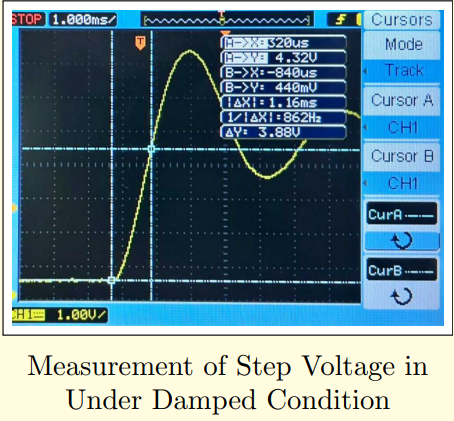 STOP 1.000ms/
Cursors
Mode
Track
Cursor A
CH1
Cursor B
CH1
CurA
CurB
T
A->X=320us
A->Y= 4.32V
B->X=-840us
B->Y= 440mV
|ΔX|= 1.16ms
1/|ΔX|=862Hz
ΔY= 3.88V
CH1 1.00V/
Measurement of Step Voltage in
Under Damped Condition